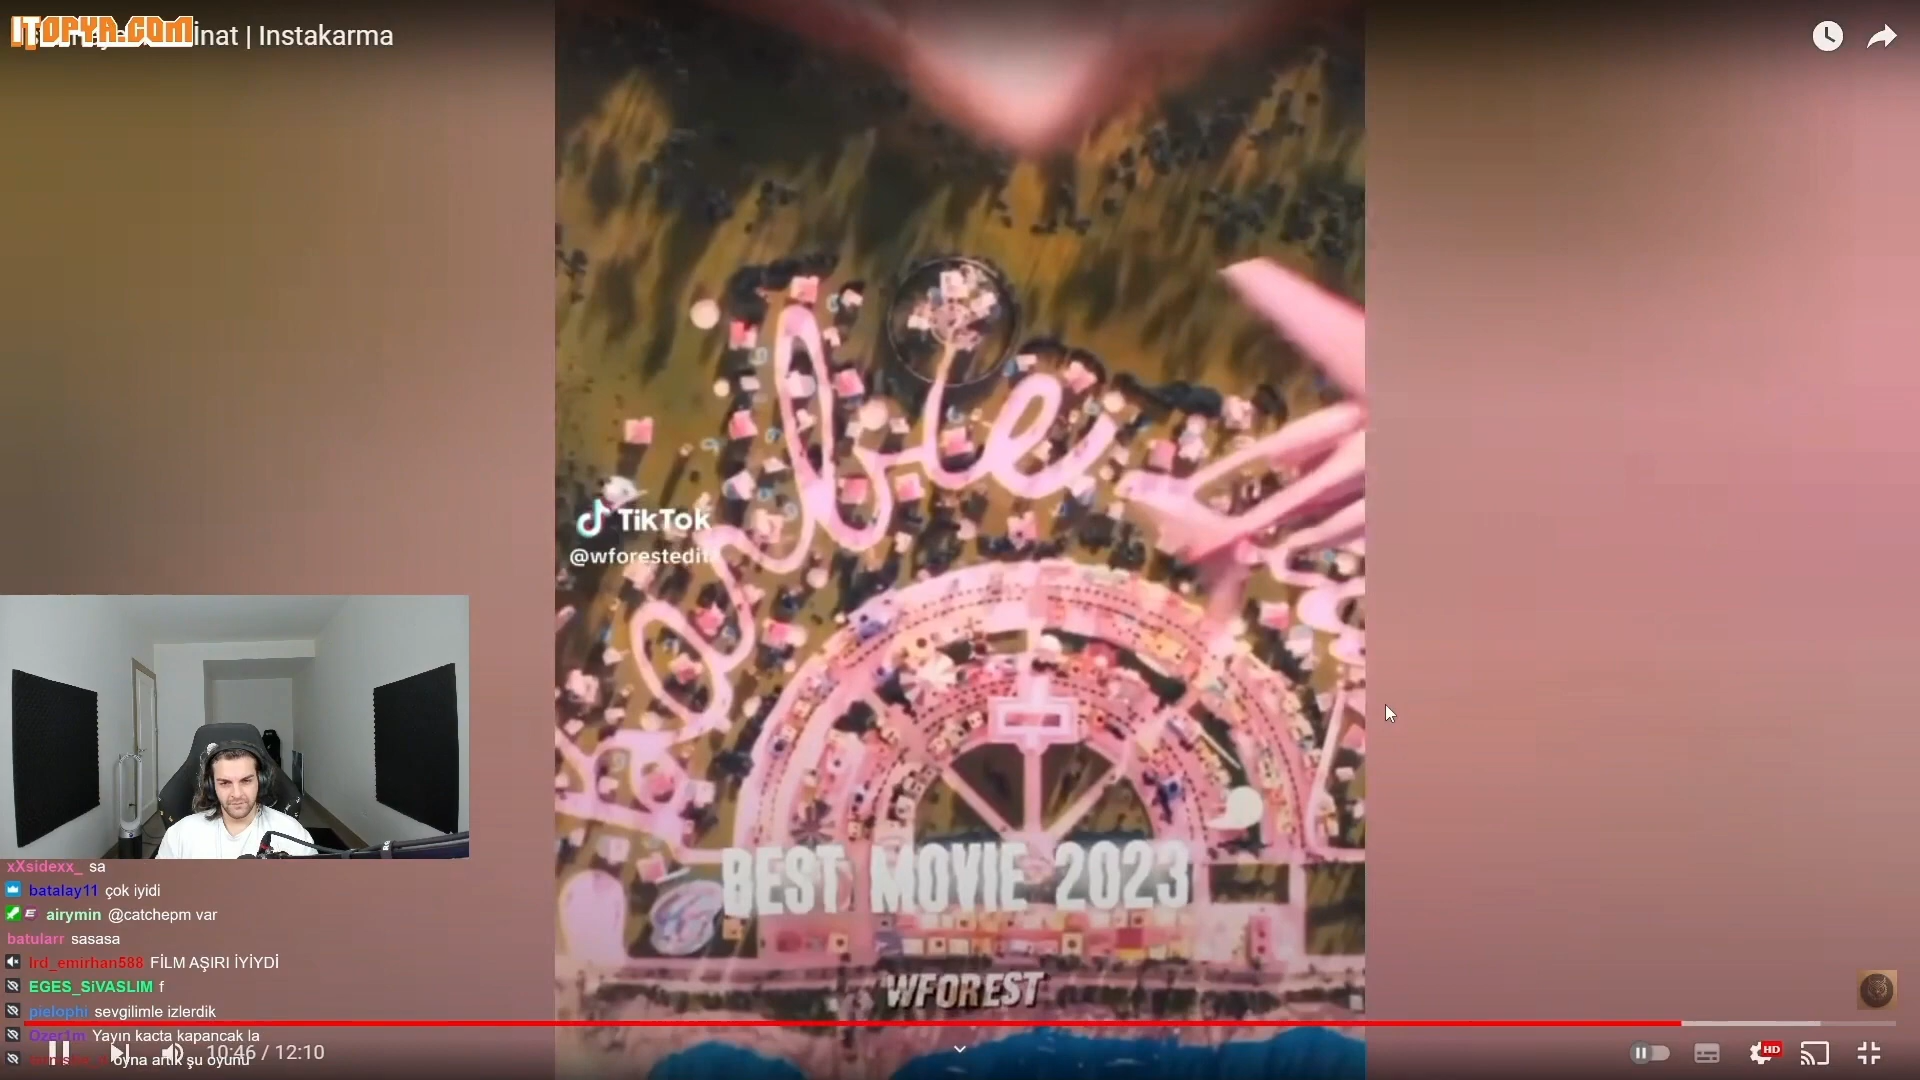 ITOPYA.COM
İnat | Instakarma
TikTok
@wforestedit
BEST MOVIE 2023
WFOREST
xXsidexx_ sa
batalay11 çok iyidi
airymin @catchepm var
batularr sasasa
lrd_emirhan588 FİLM AŞIRI İYİYDİ
EGES_SiVASLIM f
pielophi sevgilimle izlerdik
Ozer1m Yayın kacta kapancak la
oyna artık şu oyunu
10:46 / 12:10
HD